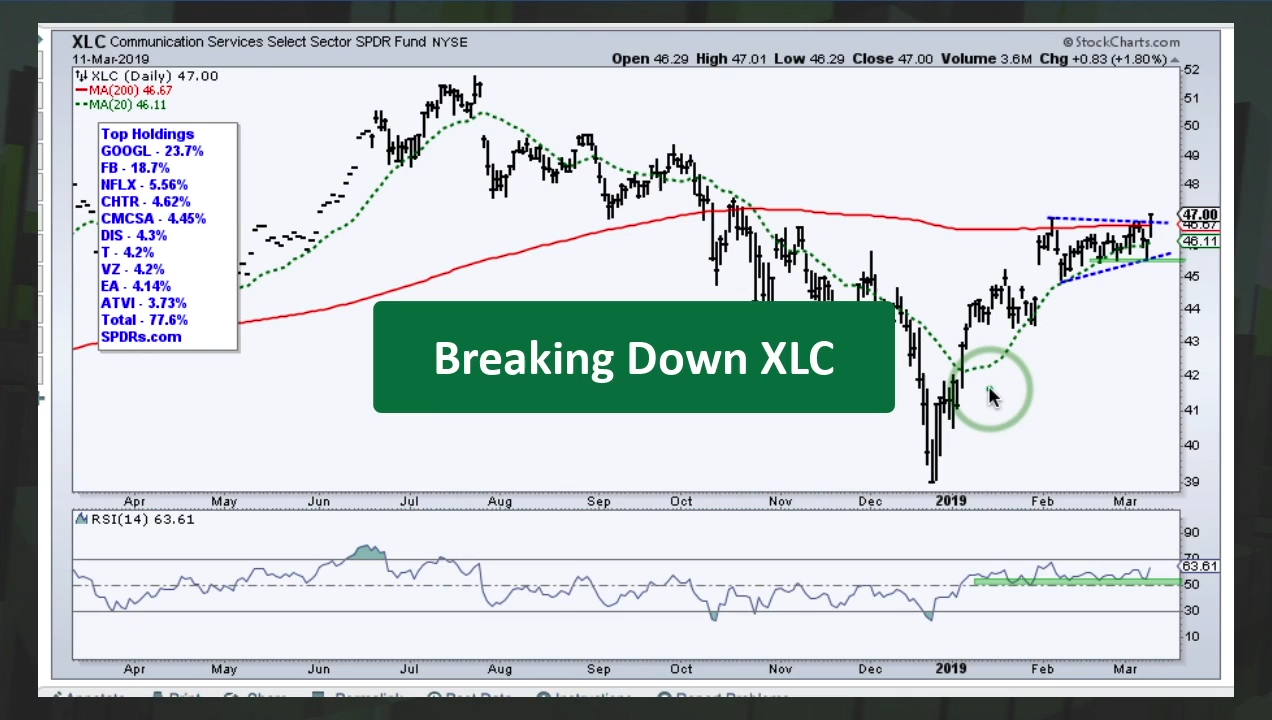 XLC Communication Services Select Sector SPDR Fund NYSE
© StockCharts.com
11-Mar-2019
Open 46.29 High 47.01 Low 46.29 Close 47.00 Volume 3.6M Chg +0.83 (+1.80%)
XLC (Daily) 47.00
MA(200) 46.67
MA(20) 46.11
Top Holdings
GOOGL - 23.7%
FB - 18.7%
NFLX - 5.56%
CHTR - 4.62%
CMCSA - 4.45%
DIS - 4.3%
T - 4.2%
VZ - 4.2%
EA - 4.14%
ATVI - 3.73%
Total - 77.6%
SPDRs.com
52
51
50
49
48
47.00
46.67
46.11
45
44
43
42
41
40
39
Breaking Down XLC
Apr May Jun Jul Aug Sep Oct Nov Dec 2019 Feb Mar
RSI(14) 63.61
90
70
63.61
50
30
10
Apr May Jun Jul Aug Sep Oct Nov Dec 2019 Feb Mar